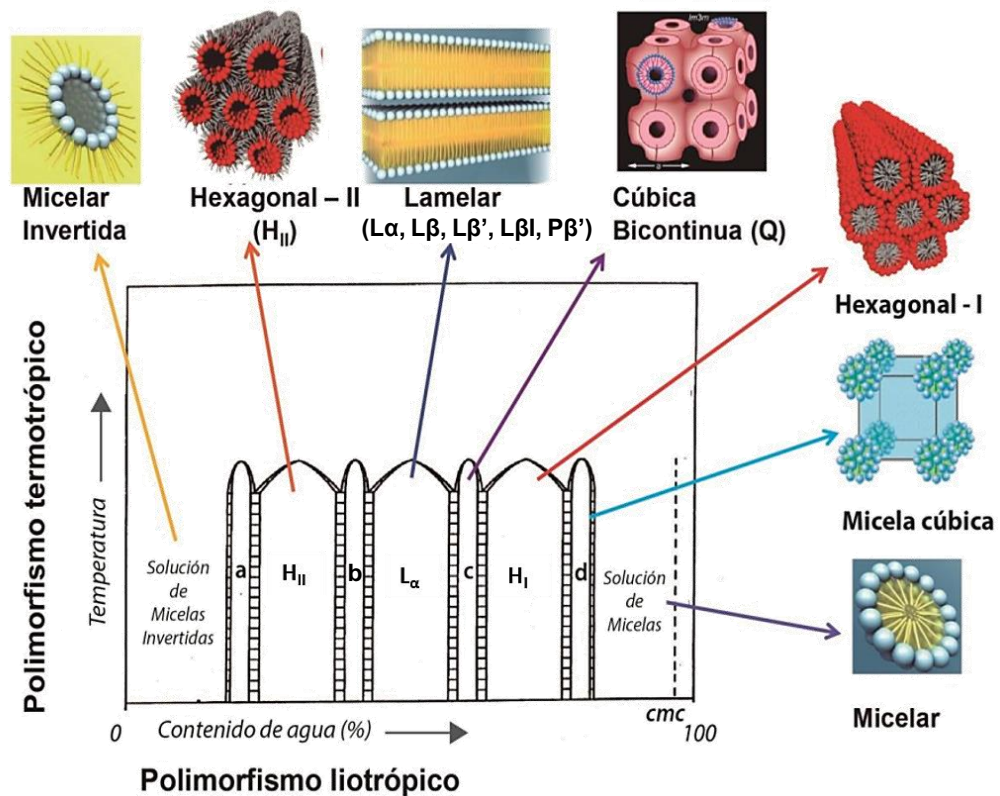 Im3m
a
Micelar
Invertida
Hexagonal – II
(HII)
Lamelar
(Lα, Lβ, Lβ', LβI, Pβ')
Cúbica
Bicontinua (Q)
Hexagonal - I
Micela cúbica
Micelar
Polimorfismo termotrópico
Temperatura
Solución
de
Micelas
Invertidas
a
HII
b
Lα
c
HI
d
Solución
de
Micelas
cmc
0
Contenido de agua (%)
100
Polimorfismo liotrópico